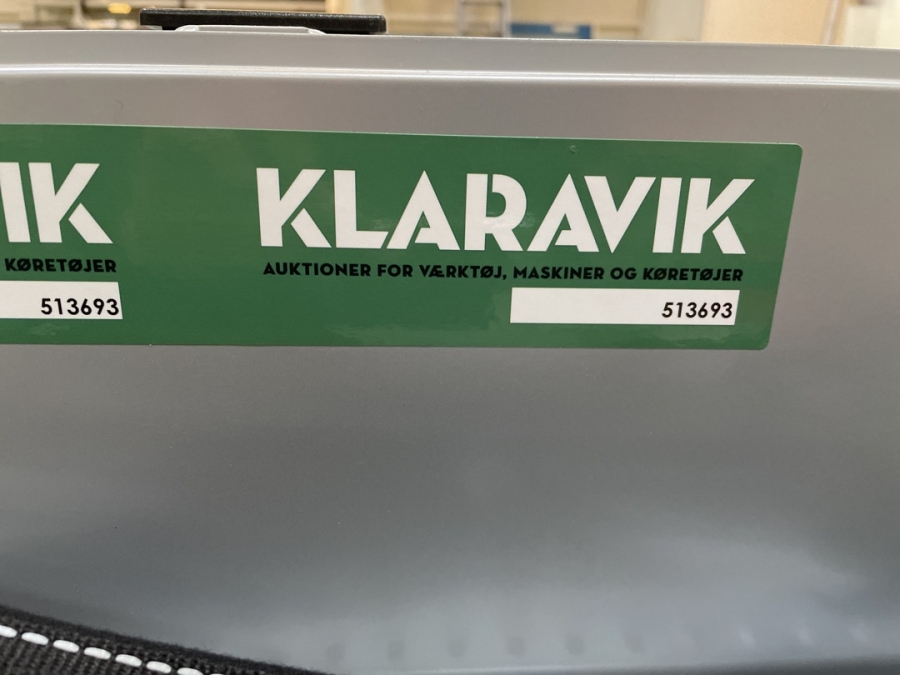 IK
KØRETØJER
513693
KLARAVIK
AUKTIONER FOR VÆRKTØJ, MASKINER OG KØRETØJER
513693